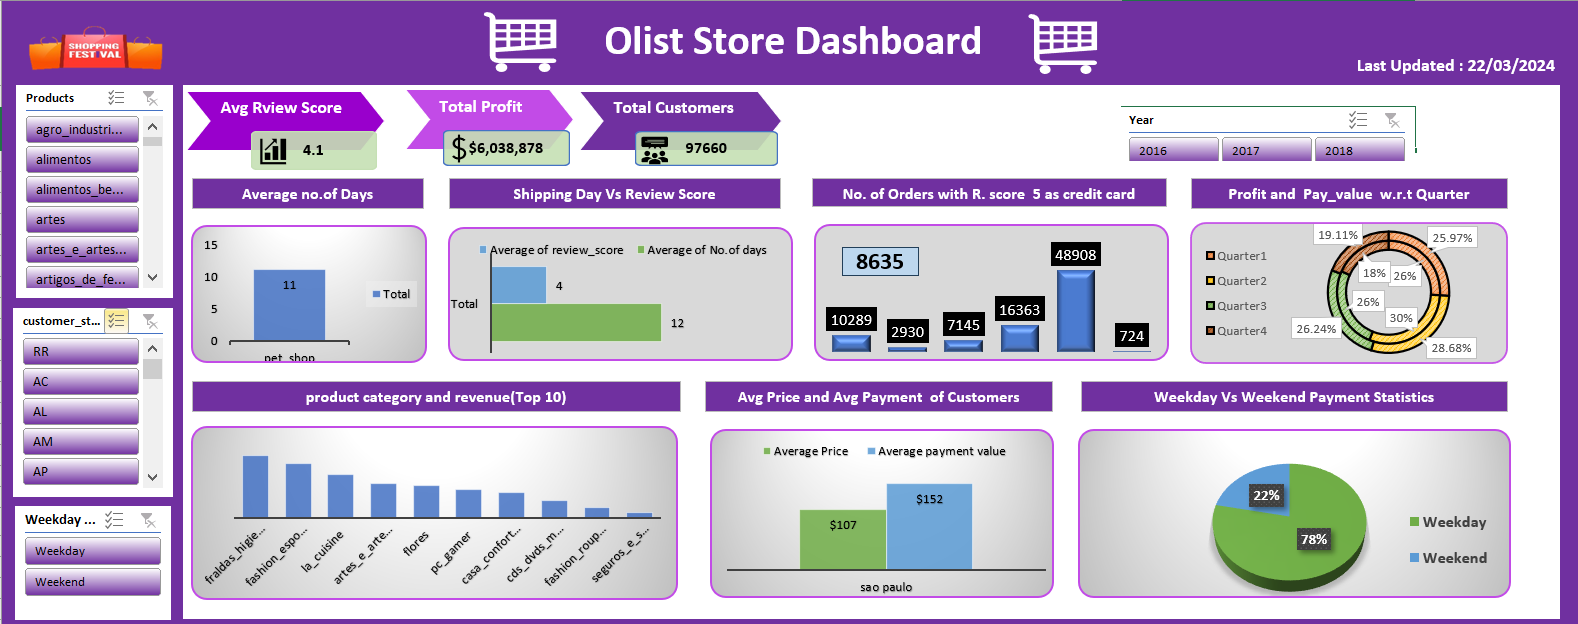 SHOPPING
FEST VAL
Olist Store Dashboard
Last Updated : 22/03/2024
Products
agro_industri...
alimentos
alimentos_be...
artes
artes_e_artes...
artigos_de_fe...
customer_st...
RR
AC
AL
AM
AP
Weekday ...
Weekday
Weekend
Avg Rview Score
4.1
Total Profit
$ $6,038,878
Total Customers
97660
Year
2016 2017 2018
Average no.of Days
15
10
5
0
11
Total
pet_shop
Shipping Day Vs Review Score
Average of review_score Average of No.of days
Total
4
12
No. of Orders with R. score 5 as credit card
8635
10289
2930
7145
16363
48908
724
Profit and Pay_value w.r.t Quarter
Quarter1
Quarter2
Quarter3
Quarter4
19.11%
25.97%
18%
26%
26%
30%
26.24%
28.68%
product category and revenue(Top 10)
fraldas_higie...
fashion_espo...
la_cuisine
artes_e_arte...
flores
pc_gamer
casa_confort...
cds_dvds_m...
fashion_roup...
seguros_e_s...
Avg Price and Avg Payment of Customers
Average Price Average payment value
$107
$152
sao paulo
Weekday Vs Weekend Payment Statistics
22%
78%
Weekday
Weekend